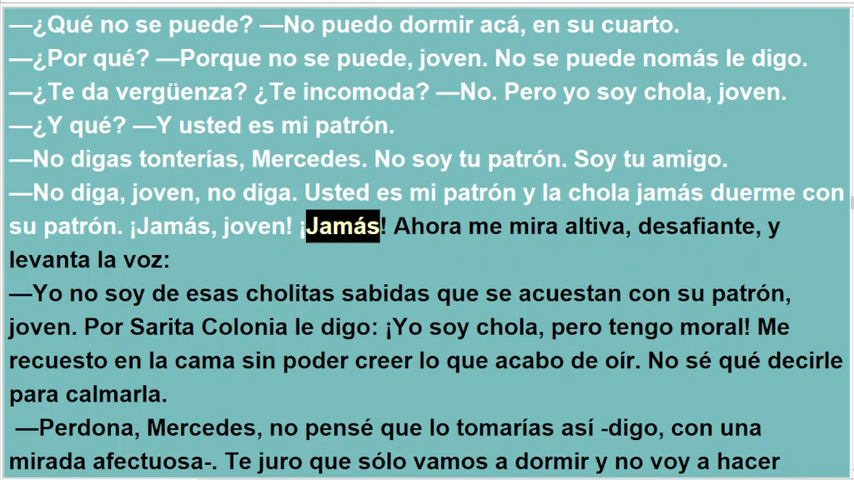 —¿Qué no se puede? —No puedo dormir acá, en su cuarto.
—¿Por qué? —Porque no se puede, joven. No se puede nomás le digo.
—¿Te da vergüenza? ¿Te incomoda? —No. Pero yo soy chola, joven.
—¿Y qué? —Y usted es mi patrón.
—No digas tonterías, Mercedes. No soy tu patrón. Soy tu amigo.
—No diga, joven, no diga. Usted es mi patrón y la chola jamás duerme con
su patrón. ¡Jamás, joven! ¡Jamás! Ahora me mira altiva, desafiante, y
levanta la voz:
—Yo no soy de esas cholitas sabidas que se acuestan con su patrón,
joven. Por Sarita Colonia le digo: ¡Yo soy chola, pero tengo moral! Me
recuesto en la cama sin poder creer lo que acabo de oír. No sé qué decirle
para calmarla.
—Perdona, Mercedes, no pensé que lo tomarías así -digo, con una
mirada afectuosa-. Te juro que sólo vamos a dormir y no voy a hacer